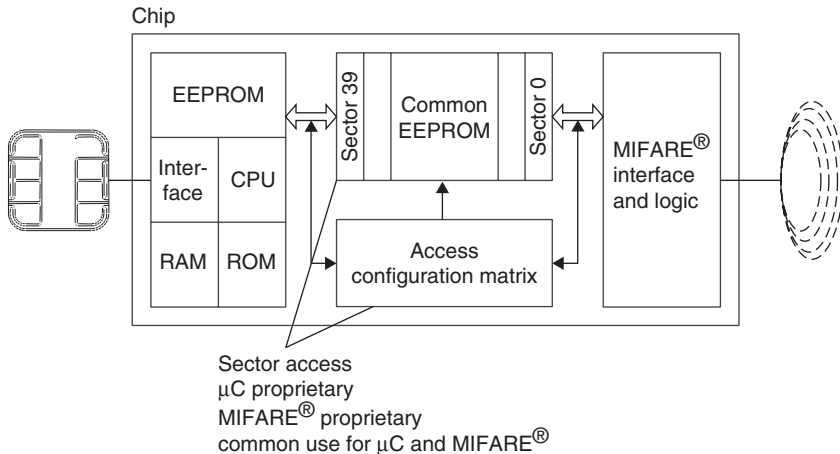 Chip
EEPROM
Inter-
face
CPU
RAM
ROM
Sector 39
Common
EEPROM
Sector 0
Access
configuration matrix
MIFARE®
interface
and logic
Sector access
μC proprietary
MIFARE® proprietary
common use for μC and MIFARE®